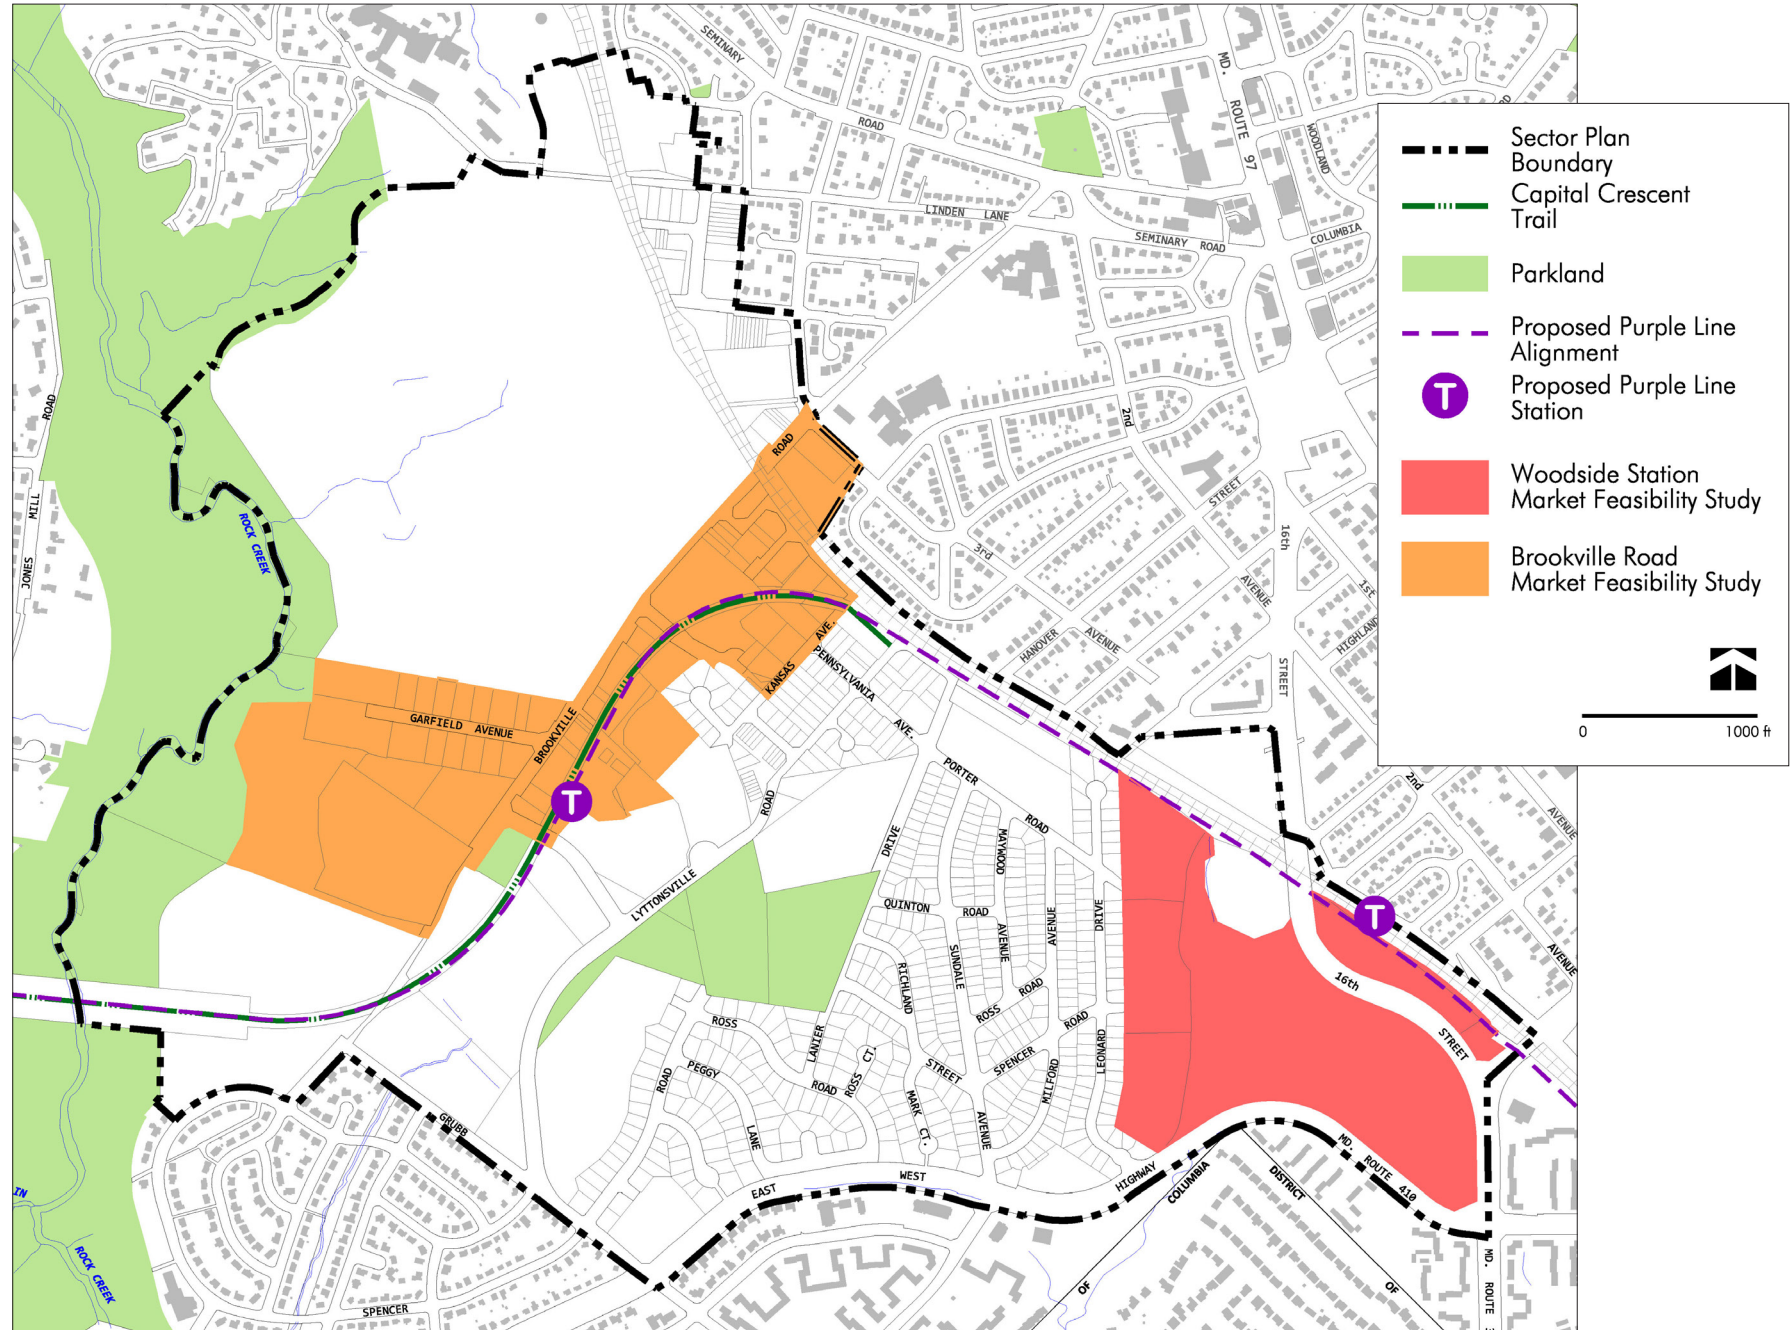 SEMINARY
ROAD
MD.
ROUTE
97
WOODLAND
LINDEN LANE
SEMINARY ROAD
COLUMBIA
Sector Plan
Boundary
Capital Crescent
Trail
Parkland
Proposed Purple Line
Alignment
T
Proposed Purple Line
Station
Woodside Station
Market Feasibility Study
Brookville Road
Market Feasibility Study
0
1000 ft
ROAD
MILL
JONES
ROCK CREEK
ROAD
2nd
STREET
16th
3rd
AVENUE
1st
HIGHLAND
HANOVER
AVENUE
STREET
KANSAS
AVE.
PENNSYLVANIA
AVE.
GARFIELD AVENUE
BROOKVILLE
T
PORTER
ROAD
ROAD
DRIVE
MAYWOOD
2nd
AVENUE
LYTTONSVILLE
QUINTON
ROAD
AVENUE
AVENUE
DRIVE
T
AVENUE
SUNDALE
RICHLAND
ROAD
ROSS
16th
STREET
ROSS
LANIER
ROAD
SPENCER
LEONARD
MILFORD
STREET
PEGGY
ROAD
ROAD
ROSS CT.
MARK CT.
AVENUE
LANE
GRUBB
EAST
WEST
HIGHWAY
MD.
ROUTE 410
COLUMBIA
DISTRICT
OF
OF
IN
ROCK CREEK
SPENCER
MD. ROUTE